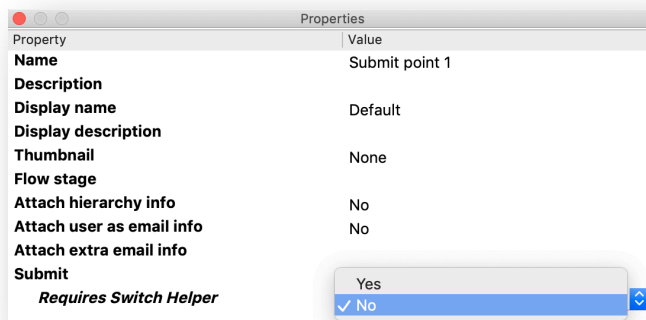 Properties
Property Value
Name Submit point 1
Description
Display name Default
Display description
Thumbnail None
Flow stage
Attach hierarchy info No
Attach user as email info No
Attach extra email info
Submit
Requires Switch Helper
Yes
✓ No